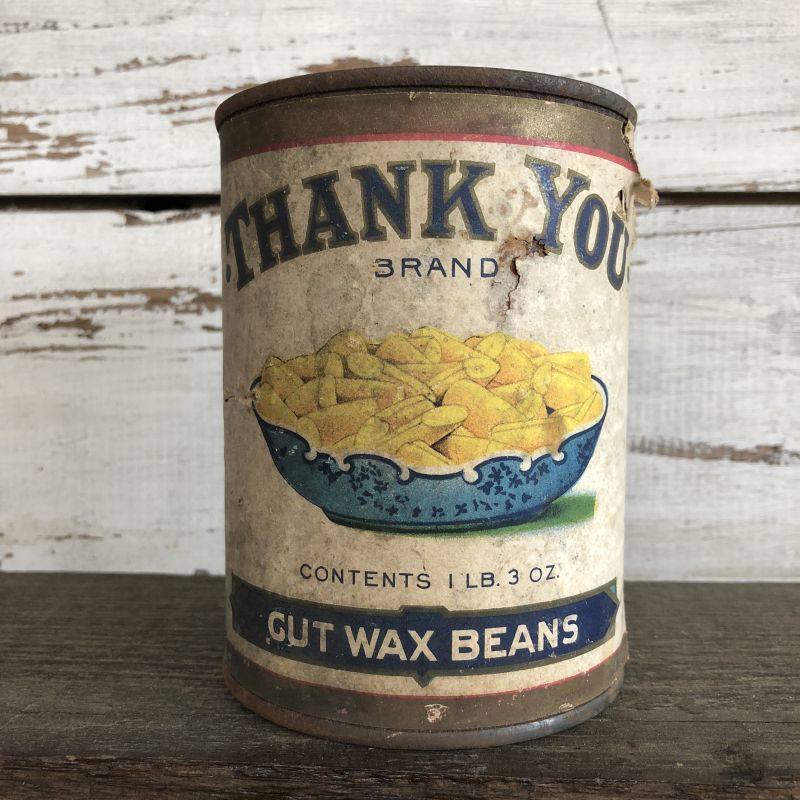 THANK YOU
BRAND
CONTENTS 1 LB. 3 OZ.
CUT WAX BEANS